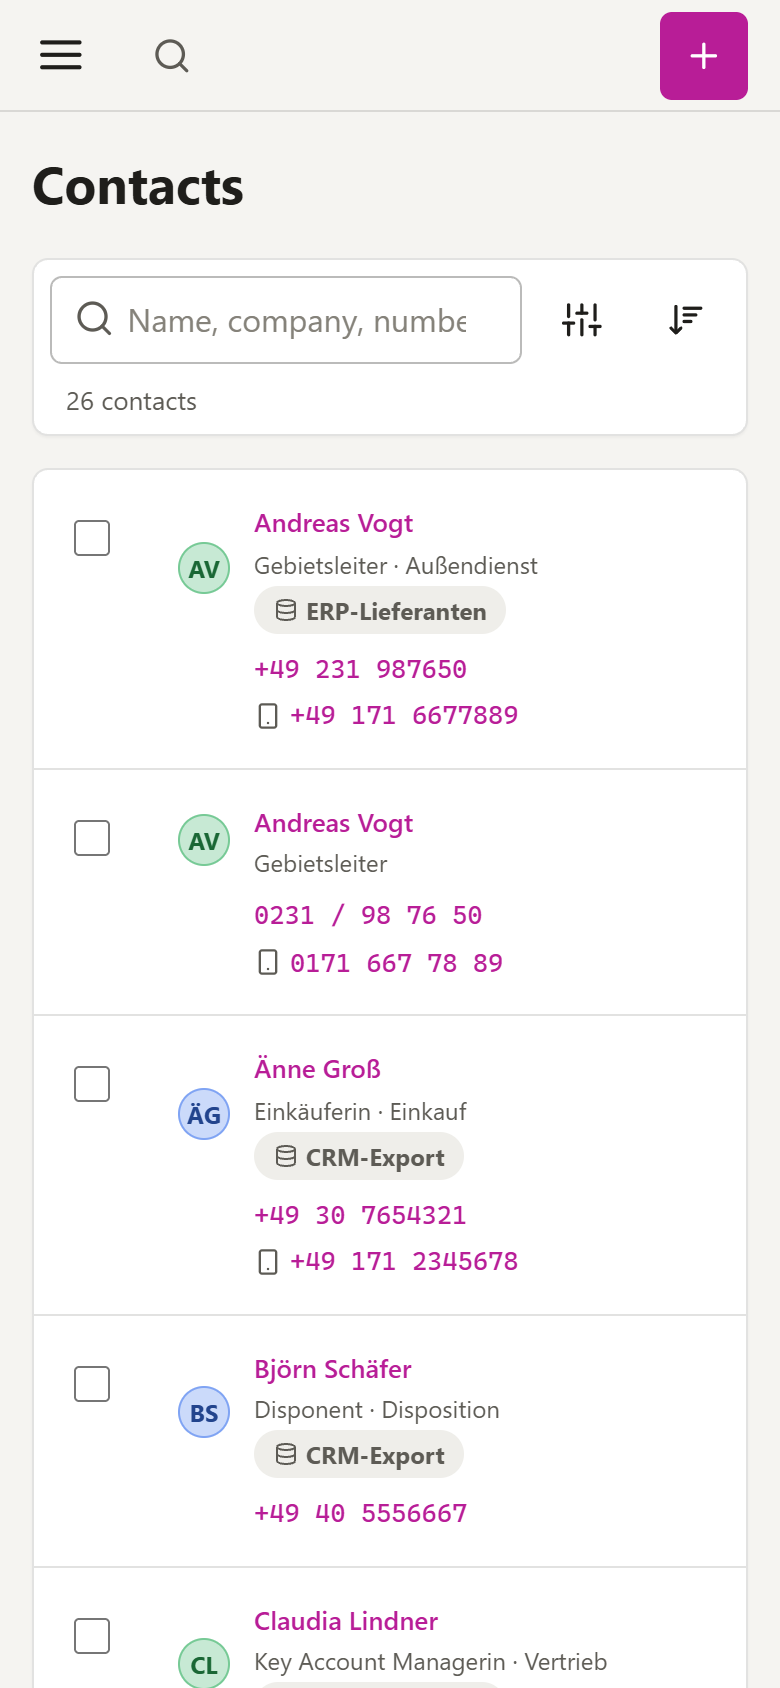 Contacts
Name, company, numbe
26 contacts
Andreas Vogt
AV
Gebietsleiter · Außendienst
ERP-Lieferanten
+49 231 987650
+49 171 6677889
Andreas Vogt
AV
Gebietsleiter
0231 / 98 76 50
0171 667 78 89
Änne Groß
ÄG
Einkäuferin · Einkauf
CRM-Export
+49 30 7654321
+49 171 2345678
Björn Schäfer
BS
Disponent · Disposition
CRM-Export
+49 40 5556667
Claudia Lindner
CL
Key Account Managerin · Vertrieb